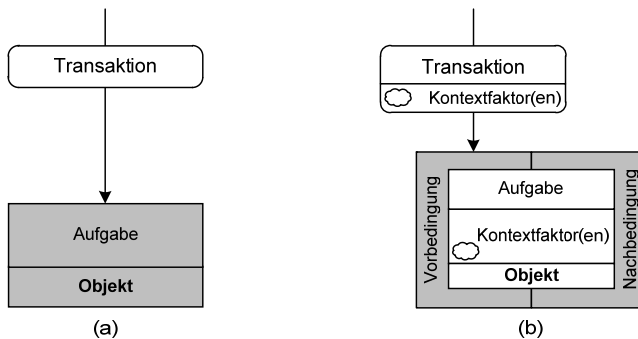 Transaktion
Aufgabe
Objekt
(a)
Transaktion
Kontextfaktor(en)
Vorbedingung
Aufgabe
Kontextfaktor(en)
Objekt
Nachbedingung
(b)